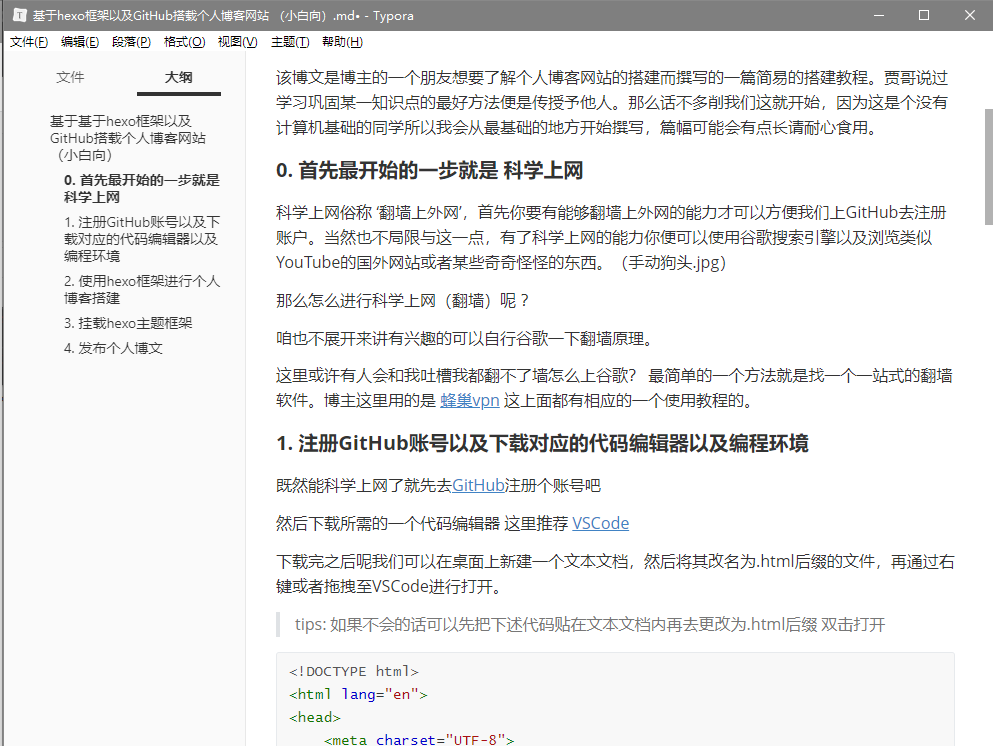 基于hexo框架以及GitHub搭载个人博客网站 （小白向）.md• - Typora
文件(F) 编辑(E) 段落(P) 格式(O) 视图(V) 主题(T) 帮助(H)
文件 大纲
基于基于hexo框架以及
GitHub搭载个人博客网站
（小白向）
0. 首先最开始的一步就是
科学上网
1. 注册GitHub账号以及下
载对应的代码编辑器以及
编程环境
2. 使用hexo框架进行个人
博客搭建
3. 挂载hexo主题框架
4. 发布个人博文
该博文是博主的一个朋友想要了解个人博客网站的搭建而撰写的一篇简易的搭建教程。贾哥说过
学习巩固某一知识点的最好方法便是传授予他人。那么话不多削我们这就开始，因为这是个没有
计算机基础的同学所以我会从最基础的地方开始撰写，篇幅可能会有点长请耐心食用。
0. 首先最开始的一步就是 科学上网
科学上网俗称 ‘翻墙上外网’，首先你要有能够翻墙上外网的能力才可以方便我们上GitHub去注册
账户。当然也不局限与这一点，有了科学上网的能力你便可以使用谷歌搜索引擎以及浏览类似
YouTube的国外网站或者某些奇奇怪怪的东西。（手动狗头.jpg）
那么怎么进行科学上网（翻墙）呢？
咱也不展开来讲有兴趣的可以自行谷歌一下翻墙原理。
这里或许有人会和我吐槽我都翻不了墙怎么上谷歌？ 最简单的一个方法就是找一个一站式的翻墙
软件。博主这里用的是 蜂巢vpn 这上面都有相应的一个使用教程的。
1. 注册GitHub账号以及下载对应的代码编辑器以及编程环境
既然能科学上网了就先去GitHub注册个账号吧
然后下载所需的一个代码编辑器 这里推荐 VSCode
下载完之后呢我们可以在桌面上新建一个文本文档，然后将其改名为.html后缀的文件，再通过右
键或者拖拽至VSCode进行打开。
tips: 如果不会的话可以先把下述代码贴在文本文档内再去更改为.html后缀 双击打开
<!DOCTYPE html>
<html lang="en">
<head>
<meta charset="UTF-8">